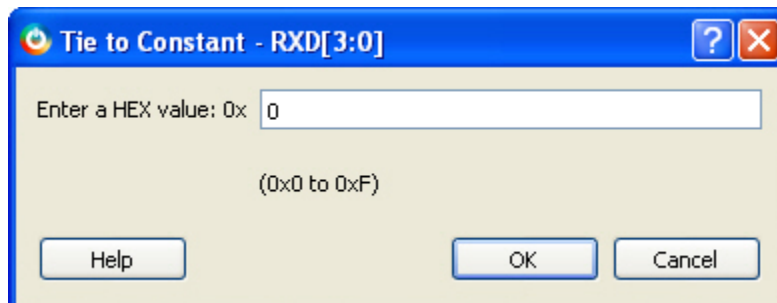 Tie to Constant - RXD[3:0] ?
Enter a HEX value: 0x 0
(0x0 to 0xF)
Help OK Cancel